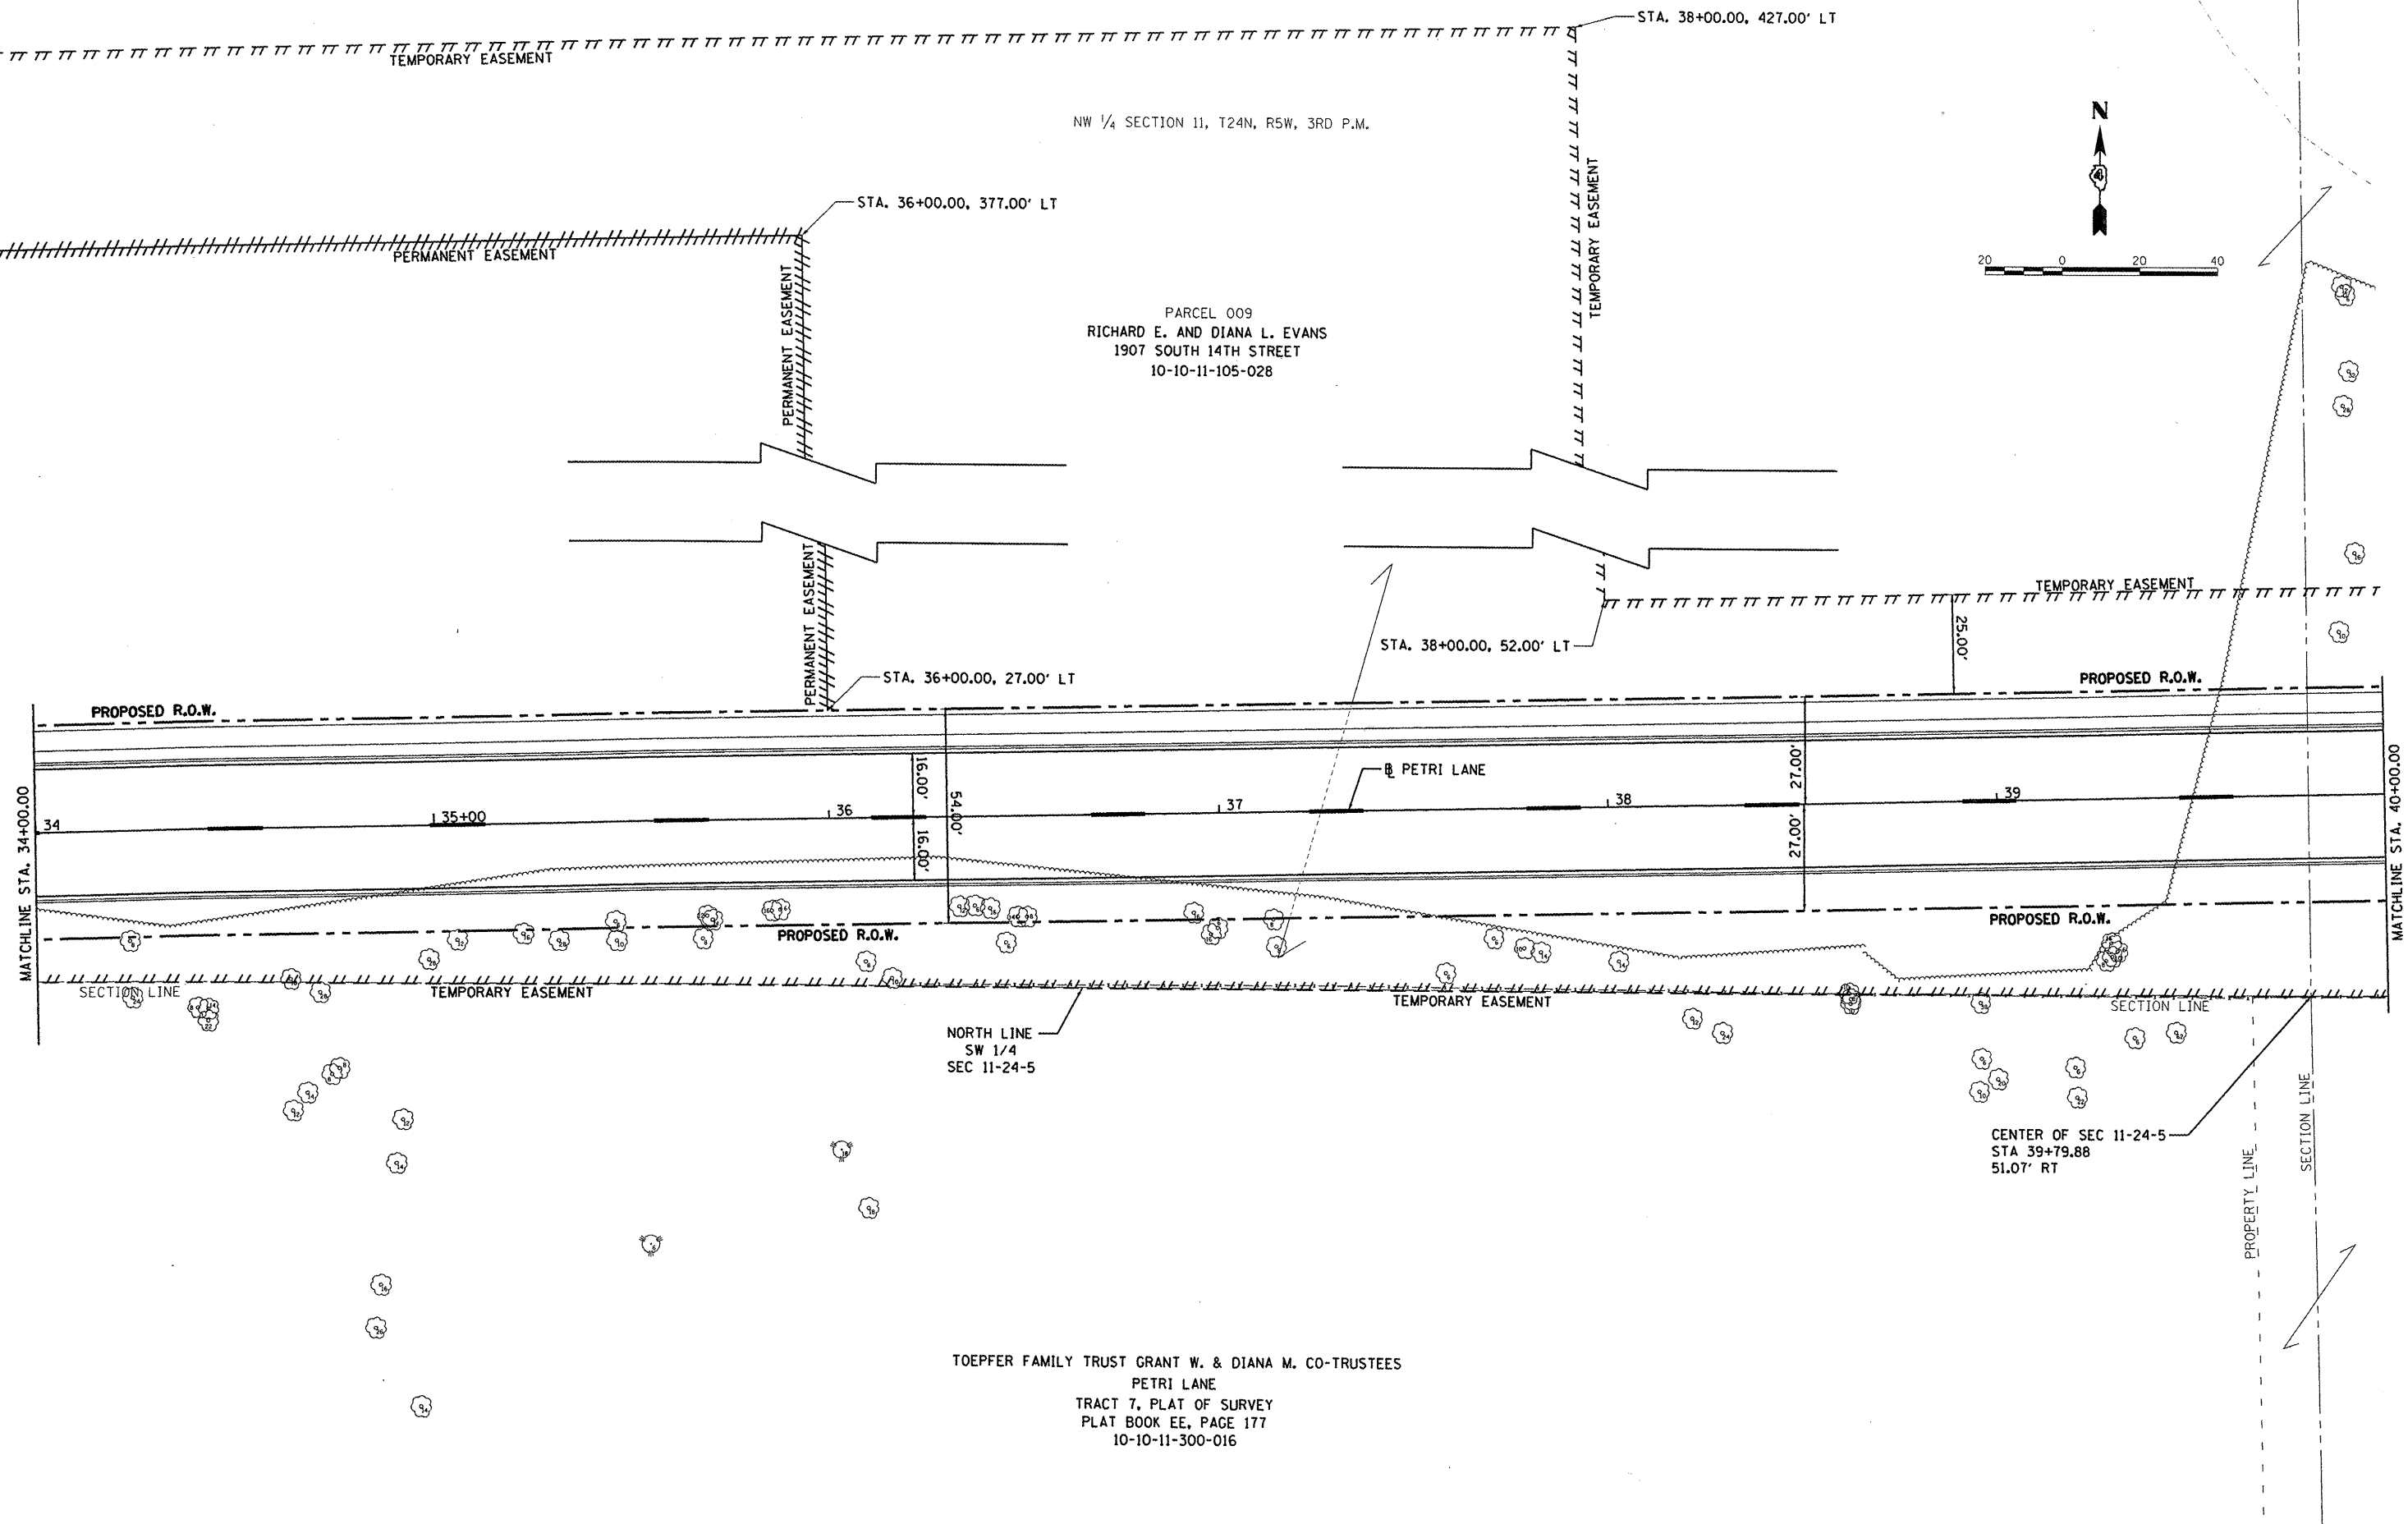 STA. 38+00.00, 427.00' LT
TEMPORARY EASEMENT
NW 1/4 SECTION 11, T24N, R5W, 3RD P.M.
N
TEMPORARY EASEMENT
STA. 36+00.00, 377.00' LT
PERMANENT EASEMENT
PERMANENT EASEMENT
20 0 20 40
PARCEL 009
RICHARD E. AND DIANA L. EVANS
1907 SOUTH 14TH STREET
10-10-11-105-028
PERMANENT EASEMENT
TEMPORARY EASEMENT
25.00'
STA. 38+00.00, 52.00' LT
STA. 36+00.00, 27.00' LT
PROPOSED R.O.W.
PROPOSED R.O.W.
MATCHLINE STA. 34+00.00
16.00'
16.00'
54.00'
℄ PETRI LANE
27.00'
27.00'
34
35+00
36
37
38
39
MATCHLINE STA. 40+00.00
PROPOSED R.O.W.
PROPOSED R.O.W.
SECTION LINE
TEMPORARY EASEMENT
TEMPORARY EASEMENT
SECTION LINE
NORTH LINE
SW 1/4
SEC 11-24-5
CENTER OF SEC 11-24-5
STA 39+79.88
51.07' RT
PROPERTY LINE
SECTION LINE
TOEPFER FAMILY TRUST GRANT W. & DIANA M. CO-TRUSTEES
PETRI LANE
TRACT 7, PLAT OF SURVEY
PLAT BOOK EE, PAGE 177
10-10-11-300-016